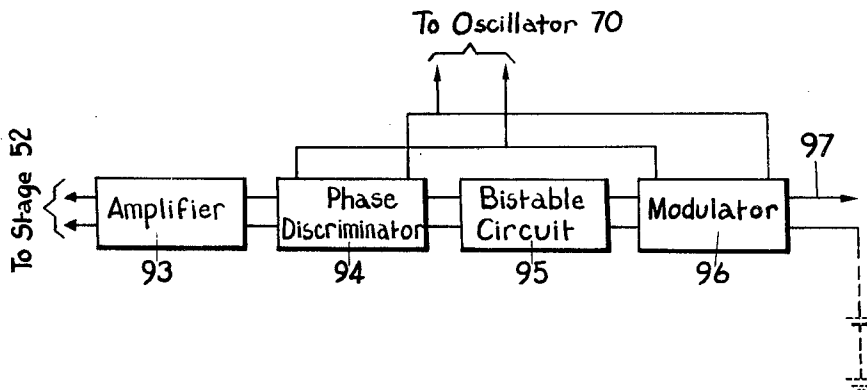 To Oscillator 70
97
To Stage 52
Amplifier
Phase
Discriminator
Bistable
Circuit
Modulator
93
94
95
96